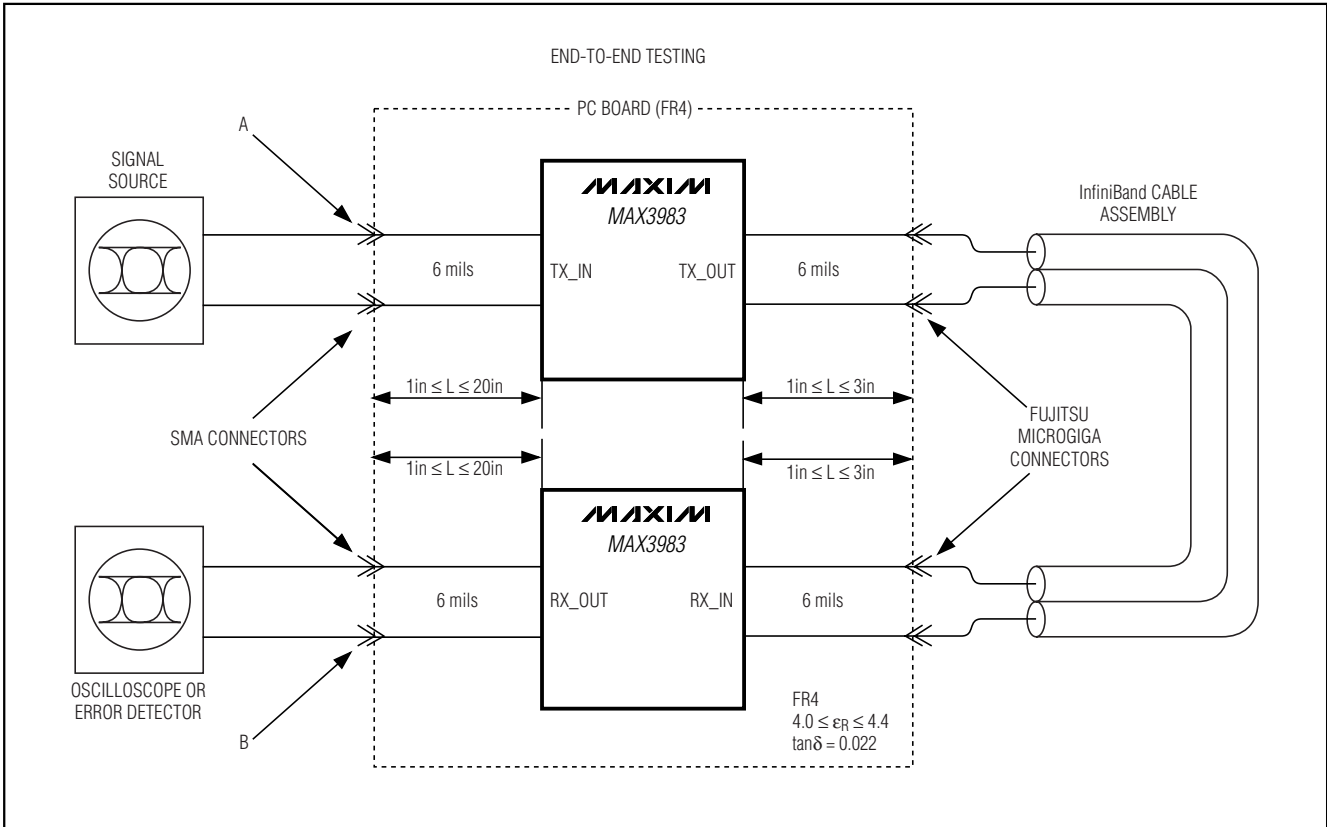 END-TO-END TESTING
PC BOARD (FR4)
A
SIGNAL
SOURCE
MAXIM
MAX3983
InfiniBand CABLE
ASSEMBLY
6 mils
TX_IN
TX_OUT
6 mils
1in ≤ L ≤ 20in
1in ≤ L ≤ 3in
SMA CONNECTORS
FUJITSU
MICROGIGA
CONNECTORS
1in ≤ L ≤ 20in
1in ≤ L ≤ 3in
MAXIM
MAX3983
6 mils
RX_OUT
RX_IN
6 mils
OSCILLOSCOPE OR
ERROR DETECTOR
B
FR4
4.0 ≤ εR ≤ 4.4
tanδ = 0.022